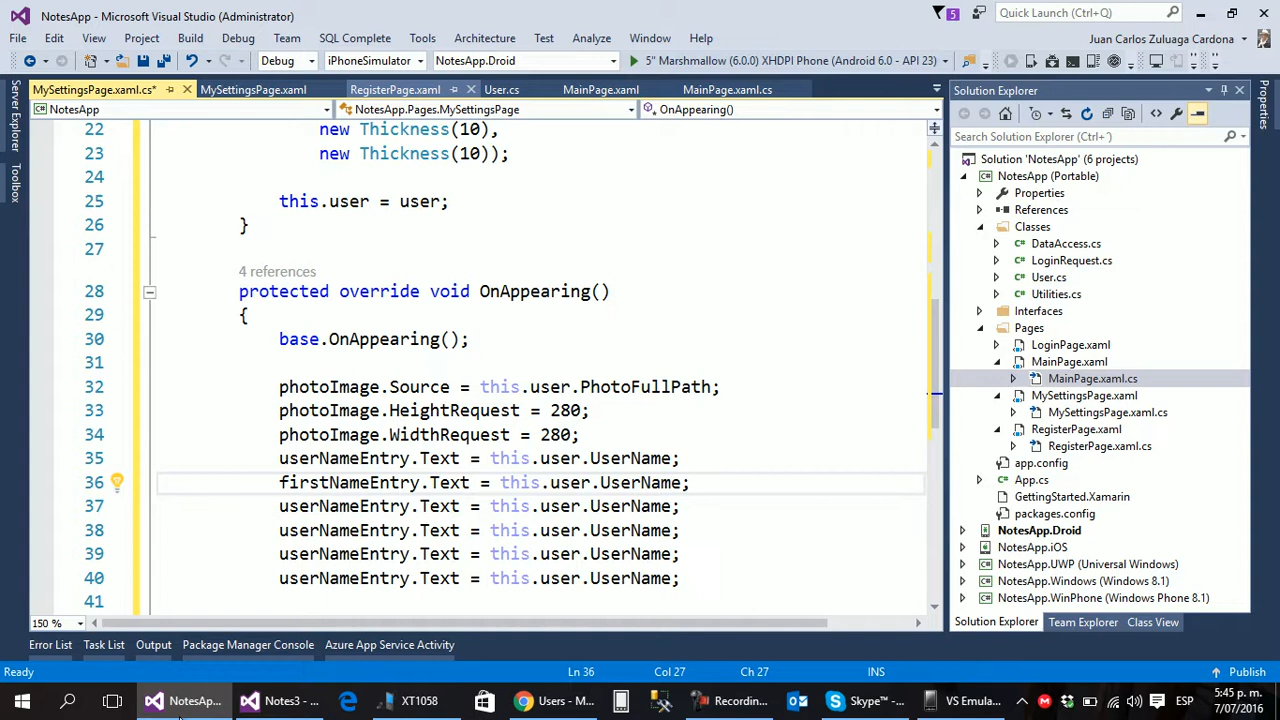 NotesApp - Microsoft Visual Studio (Administrator)
5
Quick Launch (Ctrl+Q)
File Edit View Project Build Debug Team SQL Complete Tools Architecture Test Analyze Window Help
Juan Carlos Zuluaga Cardona
Debug iPhoneSimulator NotesApp.Droid 5" Marshmallow (6.0.0) XHDPI Phone (Android 6.0 - API 23)
MySettingsPage.xaml.cs* MySettingsPage.xaml RegisterPage.xaml User.cs MainPage.xaml MainPage.xaml.cs
NotesApp NotesApp.Pages.MySettingsPage OnAppearing()
Server Explorer
Toolbox
22 new Thickness(10),
23 new Thickness(10));
24
25 this.user = user;
26 }
27
4 references
28 protected override void OnAppearing()
29 {
30 base.OnAppearing();
31
32 photoImage.Source = this.user.PhotoFullPath;
33 photoImage.HeightRequest = 280;
34 photoImage.WidthRequest = 280;
35 userNameEntry.Text = this.user.UserName;
36 firstNameEntry.Text = this.user.UserName;
37 userNameEntry.Text = this.user.UserName;
38 userNameEntry.Text = this.user.UserName;
39 userNameEntry.Text = this.user.UserName;
40 userNameEntry.Text = this.user.UserName;
41
150 %
Solution Explorer
Search Solution Explorer (Ctrl+´)
Solution 'NotesApp' (6 projects)
NotesApp (Portable)
Properties
References
Classes
DataAccess.cs
LoginRequest.cs
User.cs
Utilities.cs
Interfaces
Pages
LoginPage.xaml
MainPage.xaml
MainPage.xaml.cs
MySettingsPage.xaml
MySettingsPage.xaml.cs
RegisterPage.xaml
RegisterPage.xaml.cs
app.config
App.cs
GettingStarted.Xamarin
packages.config
NotesApp.Droid
NotesApp.iOS
NotesApp.UWP (Universal Windows)
NotesApp.Windows (Windows 8.1)
NotesApp.WinPhone (Windows Phone 8.1)
Solution Explorer Team Explorer Class View
Properties
Error List Task List Output Package Manager Console Azure App Service Activity
Ready Ln 36 Col 27 Ch 27 INS Publish
NotesAp... Notes3 - ... XT1058 Users - M... Recordin... Skype™ -... VS Emula... ESP
5:45 p. m.
7/07/2016